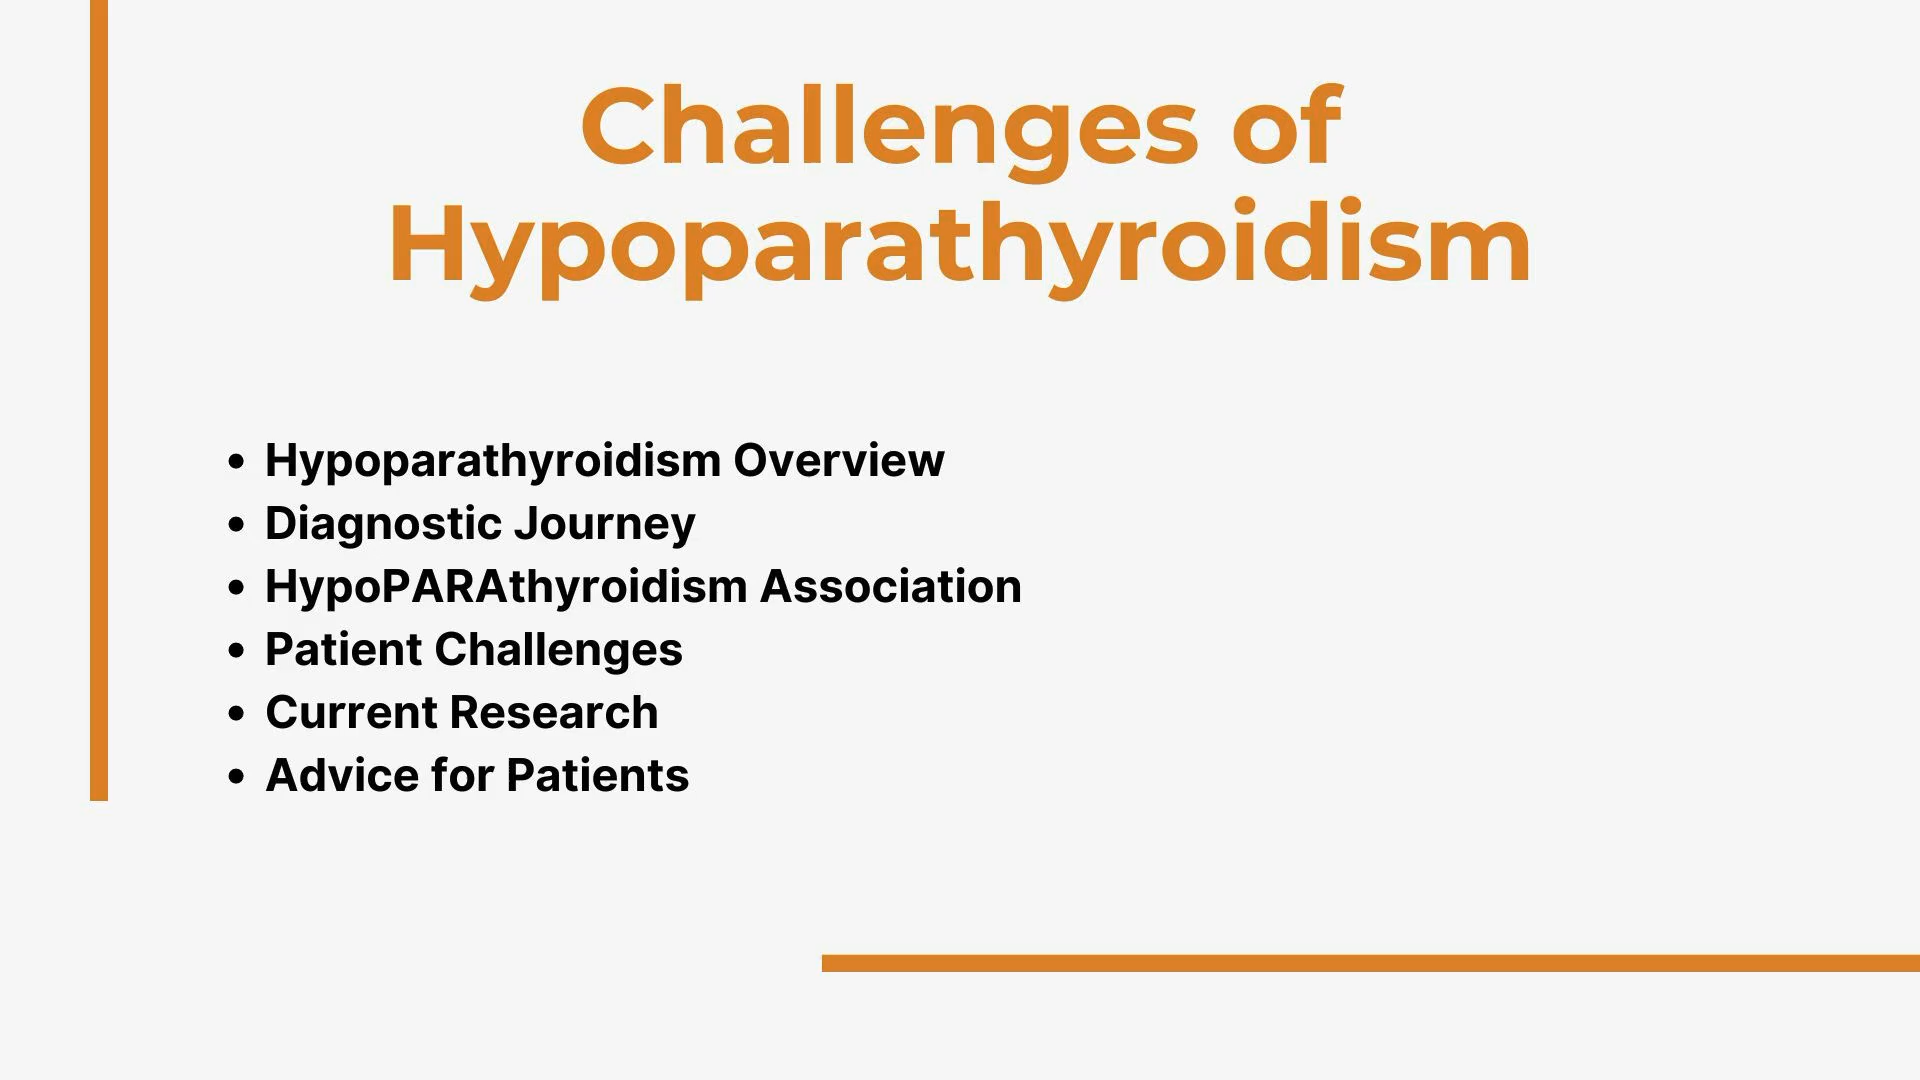 Challenges of
Hypoparathyroidism
• Hypoparathyroidism Overview
• Diagnostic Journey
• HypoPARAthyroidism Association
• Patient Challenges
• Current Research
• Advice for Patients